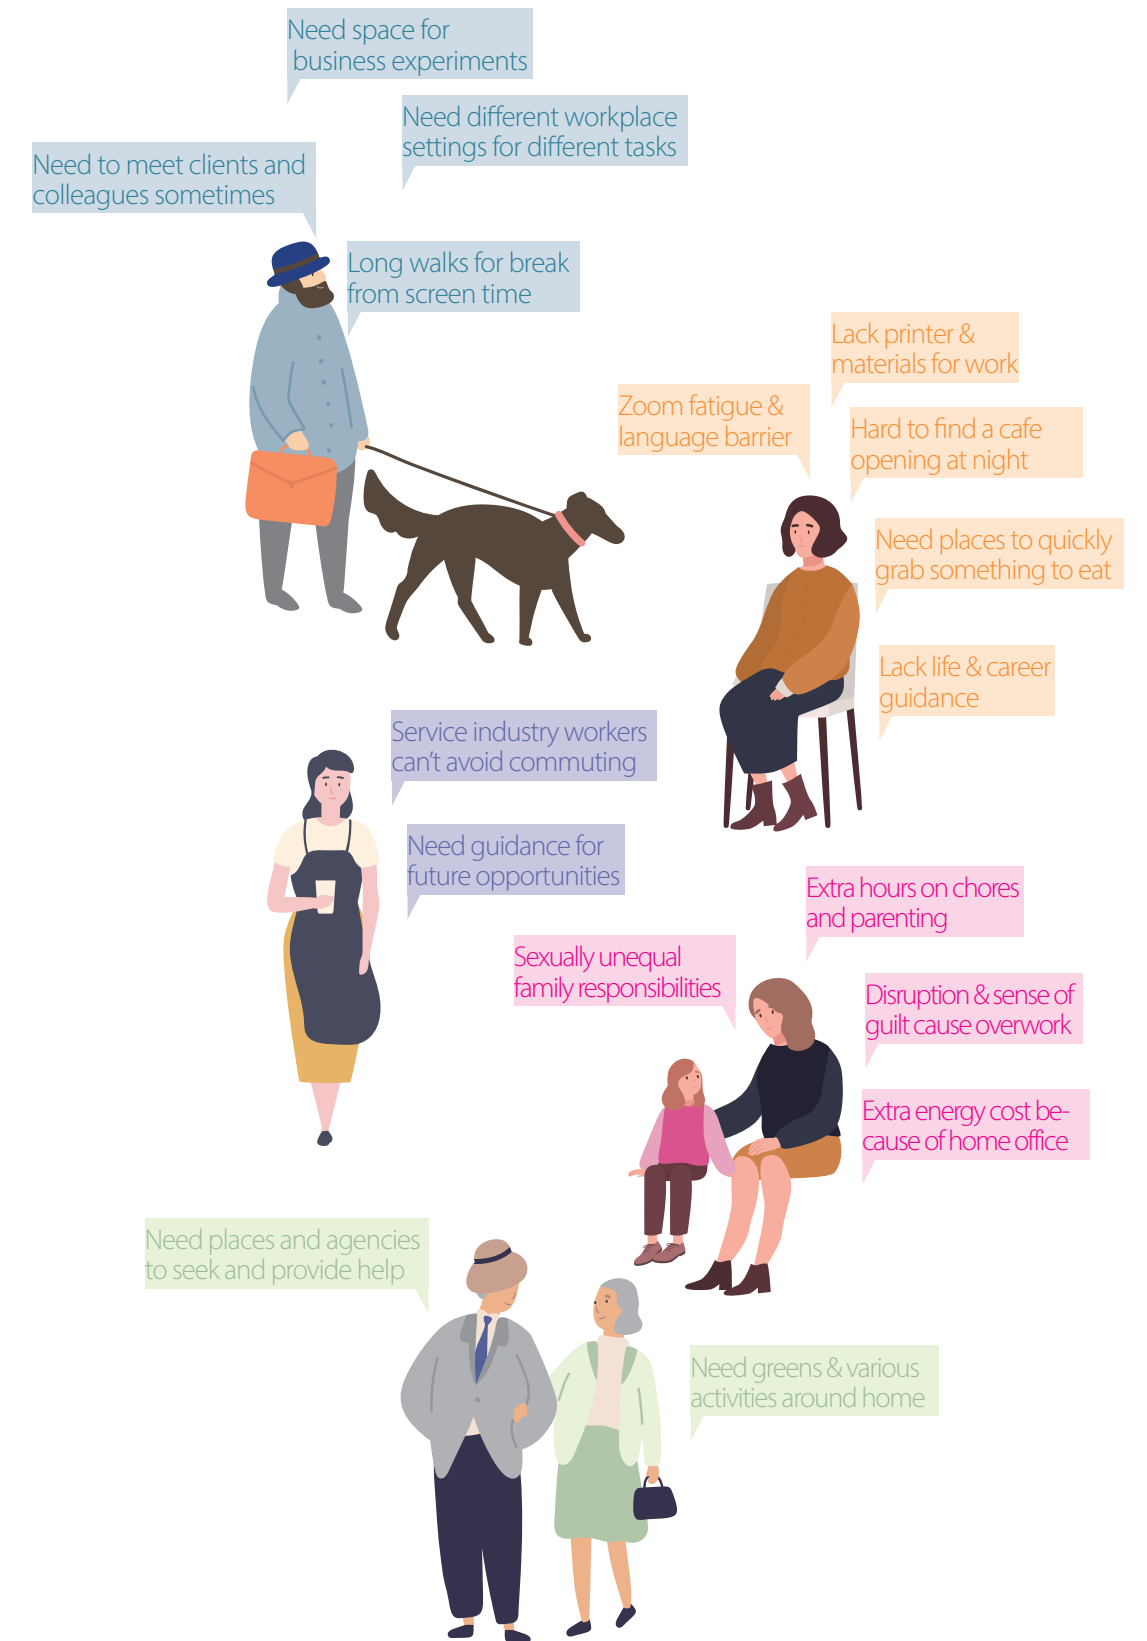 Need space for
business experiments
Need different workplace
settings for different tasks
Need to meet clients and
colleagues sometimes
Long walks for break
from screen time
Lack printer &
materials for work
Zoom fatigue &
language barrier
Hard to find a cafe
opening at night
Need places to quickly
grab something to eat
Lack life & career
guidance
Service industry workers
can't avoid commuting
Need guidance for
future opportunities
Extra hours on chores
and parenting
Sexually unequal
family responsibilities
Disruption & sense of
guilt cause overwork
Extra energy cost be-
cause of home office
Need places and agencies
to seek and provide help
Need greens & various
activities around home